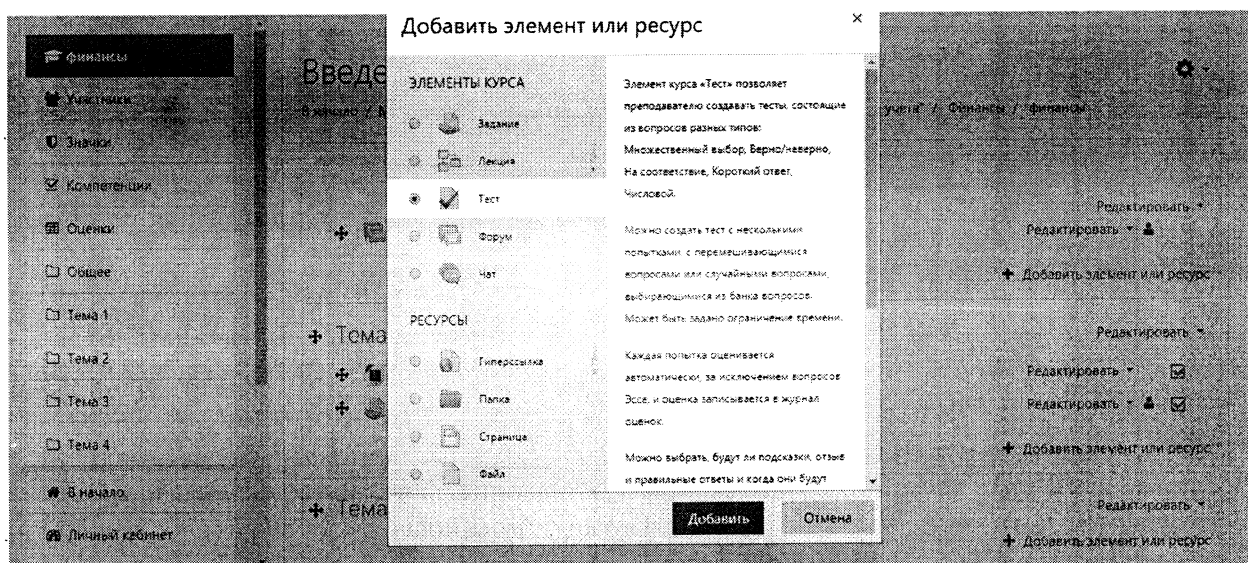 Добавить элемент или ресурс
×
ЭЛЕМЕНТЫ КУРСА
Задание
Лекция
Тест
Форум
Чат
РЕСУРСЫ
Гиперссылка
Папка
Страница
Файл
Элемент курса «Тест» позволяет
преподавателю создавать тесты, состоящие
из вопросов разных типов:
Множественный выбор, Верно/неверно,
На соответствие, Короткий ответ,
Числовой.
Можно создать тест с несколькими
попытками, с перемешивающимися
вопросами или случайными вопросами,
выбирающимися из банка вопросов.
Может быть задано ограничение времени.
Каждая попытка оценивается
автоматически, за исключением вопросов
Эссе, и оценка записывается в журнал
оценок.
Можно выбрать, будут ли подсказки, отзыв
и правильные ответы и когда они будут
Добавить
Отмена
финансы
Участники
Значки
Компетенции
Оценки
Общее
Тема 1
Тема 2
Тема 3
Тема 4
В начало
Личный кабинет
Введе
В начало /
учета" / Финансы / финансы
Редактировать
Редактировать
Добавить элемент или ресурс
Тема
Редактировать
Редактировать
Редактировать
Добавить элемент или ресурс
Тема
Редактировать
Добавить элемент или ресурс